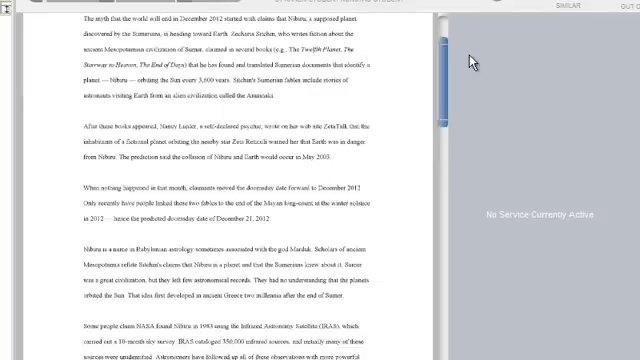 SIMILAR
OUT O
The myth that the world will end in December 2012 started with claims that Nibiru, a supposed planet
discovered by the Sumerians, is heading toward Earth. Zecharia Sitchin, who writes fiction about the
ancient Mesopotamian civilization of Sumer, claimed in several books (e.g., The Twelfth Planet, The
Stairway to Heaven, The End of Days) that he has found and translated Sumerian documents that identify a
planet — Nibiru — orbiting the Sun every 3,600 years. Sitchin's Sumerian fables include stories of
astronauts visiting Earth from an alien civilization called the Anunnaki.
After these books appeared, Nancy Lieder, a self-declared psychic, wrote on her web site ZetaTalk that the
inhabitants of a fictional planet orbiting the nearby star Zeta Reticuli warned her that Earth was in danger
from Nibiru. The prediction said the collision of Nibiru and Earth would occur in May 2003.
When nothing happened in that month, claimants moved the doomsday date forward to December 2012
Only recently have people linked these two fables to the end of the Mayan long-count at the winter solstice
in 2012 — hence the predicted doomsday date of December 21, 2012.
Nibiru is a name in Babylonian astrology sometimes associated with the god Marduk. Scholars of ancient
Mesopotamia refute Sitchin's claims that Nibiru is a planet and that the Sumerians knew about it. Sumer
was a great civilization, but they left few astronomical records. They had no understanding that the planets
orbited the Sun. That idea first developed in ancient Greece two millennia after the end of Sumer.
Some people claim NASA found Nibiru in 1983 using the Infrared Astronomy Satellite (IRAS), which
carried out a 10-month sky survey. IRAS cataloged 350,000 infrared sources, and initially many of these
sources were unidentified. Astronomers have followed up all of these observations with more powerful
No Service Currently Active